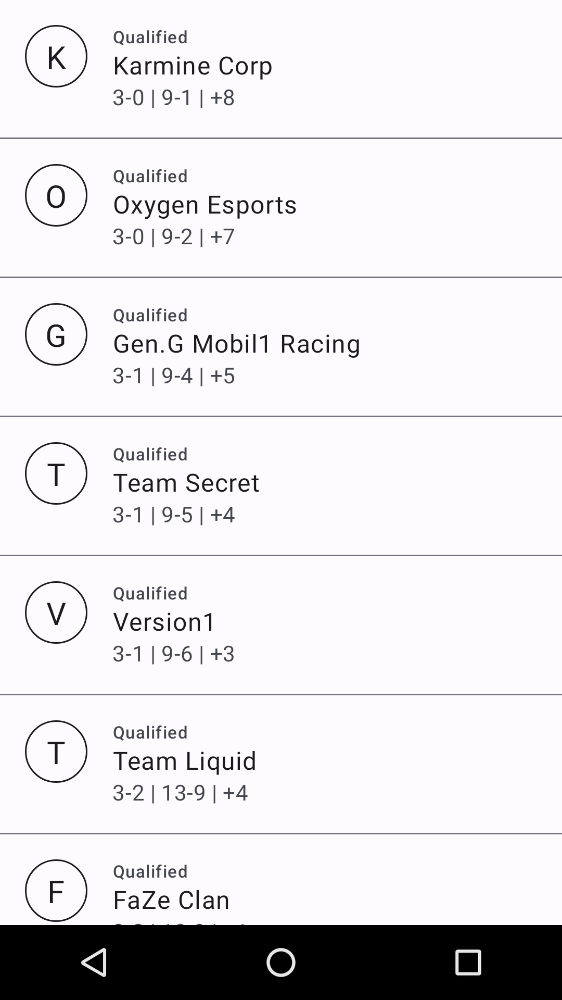 K
Qualified
Karmine Corp
3-0 | 9-1 | +8
O
Qualified
Oxygen Esports
3-0 | 9-2 | +7
G
Qualified
Gen.G Mobil1 Racing
3-1 | 9-4 | +5
T
Qualified
Team Secret
3-1 | 9-5 | +4
V
Qualified
Version1
3-1 | 9-6 | +3
T
Qualified
Team Liquid
3-2 | 13-9 | +4
F
Qualified
FaZe Clan